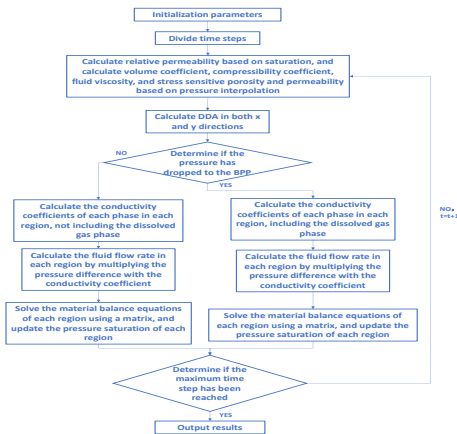 Initialization parameters
Divide time steps
Calculate relative permeability based on saturation, and
calculate volume coefficient, compressibility coefficient,
fluid viscosity, and stress sensitive porosity and permeability
based on pressure interpolation
Calculate DDA in both x
and y directions
NO
Determine if the
pressure has
dropped to the BPP
YES
Calculate the conductivity
coefficients of each phase in each
region, not including the dissolved
gas phase
Calculate the fluid flow rate in
each region by multiplying the
pressure difference with the
conductivity coefficient
Solve the material balance equations
of each region using a matrix, and
update the pressure saturation of each
region
Calculate the conductivity
coefficients of each phase in each
region, including the dissolved gas
phase
Calculate the fluid flow rate in
each region by multiplying the
pressure difference with the
conductivity coefficient
Solve the material balance equations
of each region using a matrix, and update
the pressure saturation of each region
NO,
t=t+1
Determine if the
maximum time
step has been
reached
YES
Output results